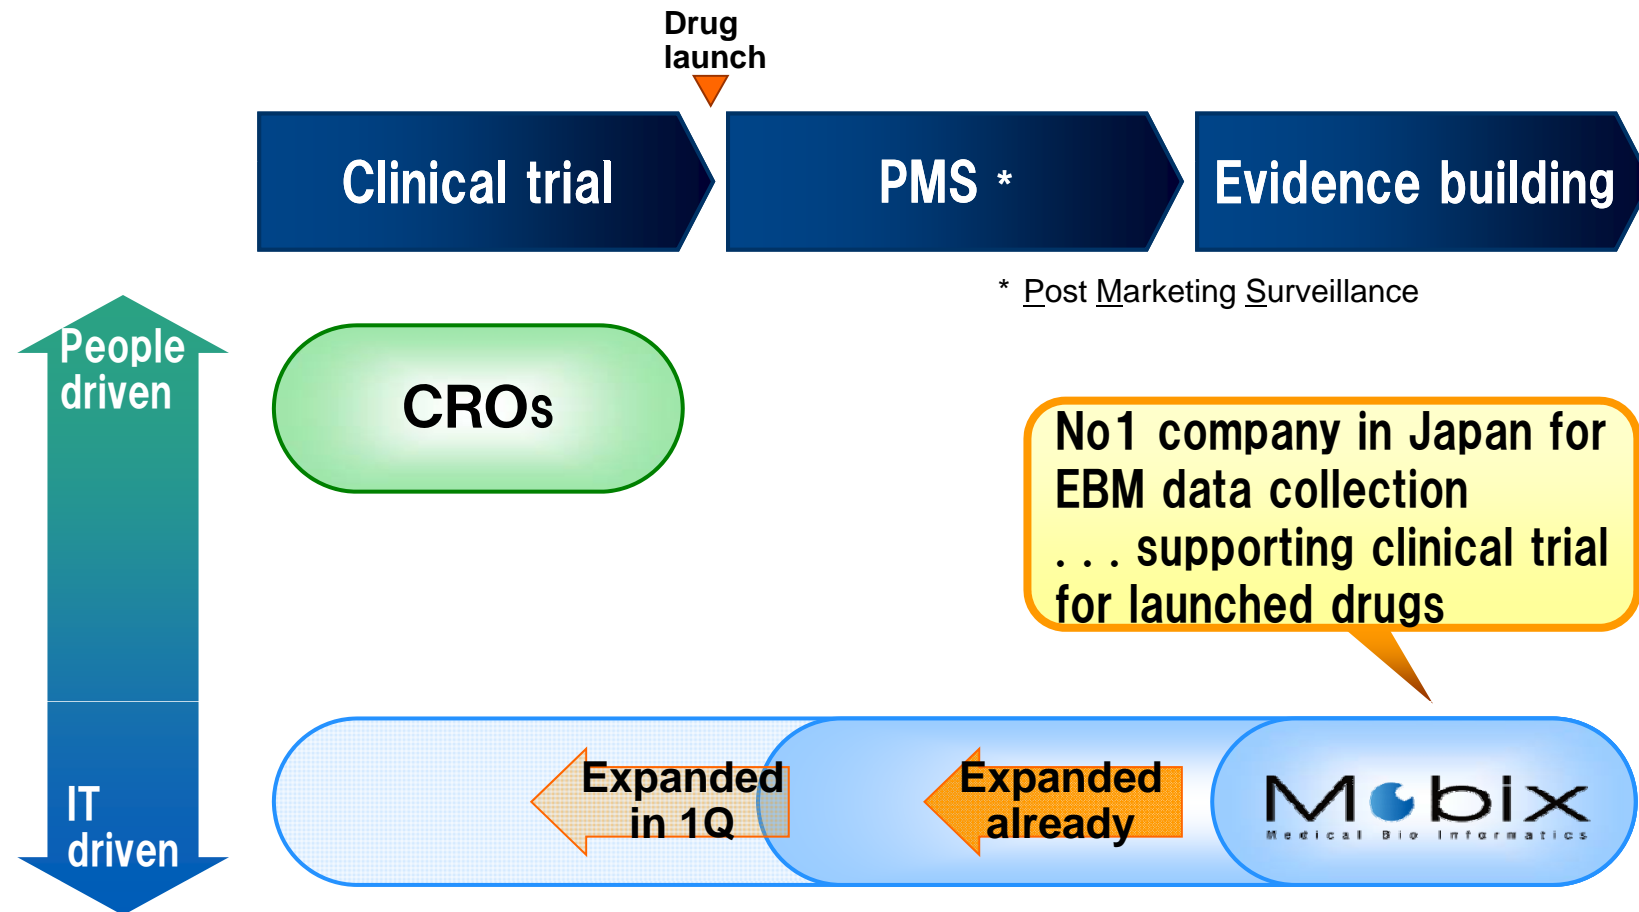 Drug
launch
Clinical trial
PMS *
Evidence building
* Post Marketing Surveillance
People
driven
CROs
No1 company in Japan for
EBM data collection
. . . supporting clinical trial
for launched drugs
IT
driven
Expanded
in 1Q
Expanded
already
Mobix
Medical Bio Informatics